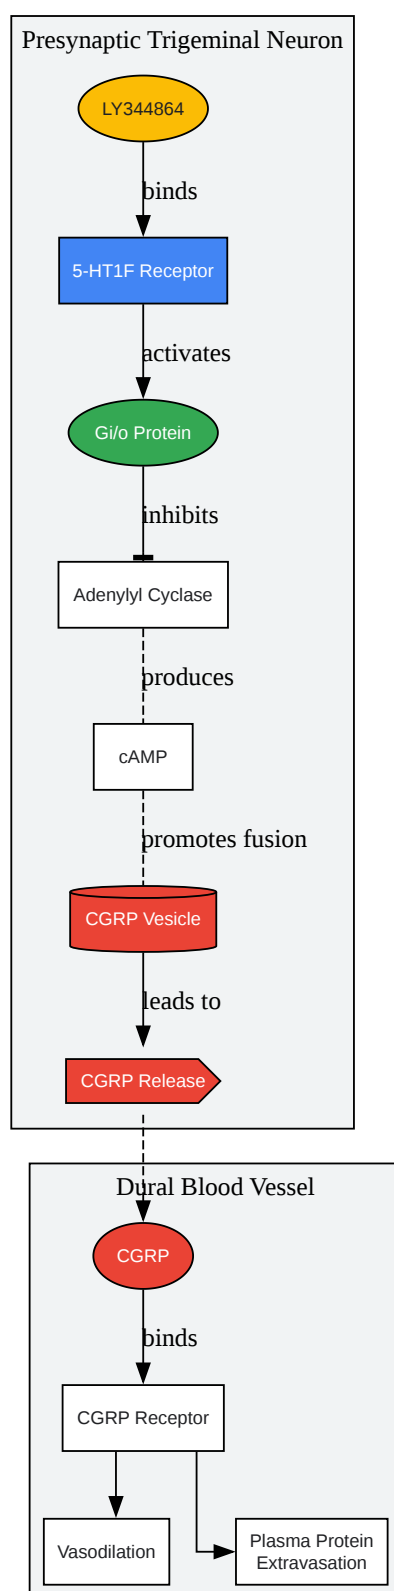 Presynaptic Trigeminal Neuron
LY344864
binds
5-HT1F Receptor
activates
Gi/o Protein
inhibits
Adenylyl Cyclase
produces
cAMP
promotes fusion
CGRP Vesicle
leads to
CGRP Release
Dural Blood Vessel
CGRP
binds
CGRP Receptor
Vasodilation
Plasma Protein
Extravasation